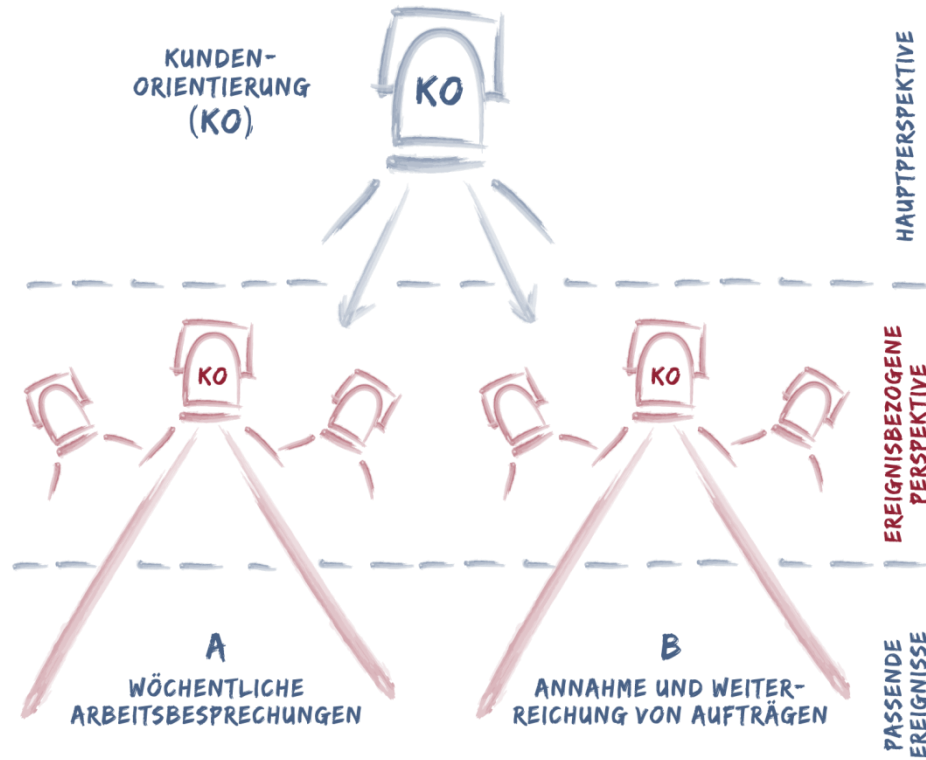 KUNDEN-
ORIENTIERUNG
(KO)
KO
HAUPTPERSPEKTIVE
KO
KO
EREIGNISBEZOGENE
PERSPEKTIVE
A
WÖCHENTLICHE
ARBEITSBESPRECHUNGEN
B
ANNAHME UND WEITER-
REICHUNG VON AUFTRÄGEN
PASSENDE
EREIGNISSE